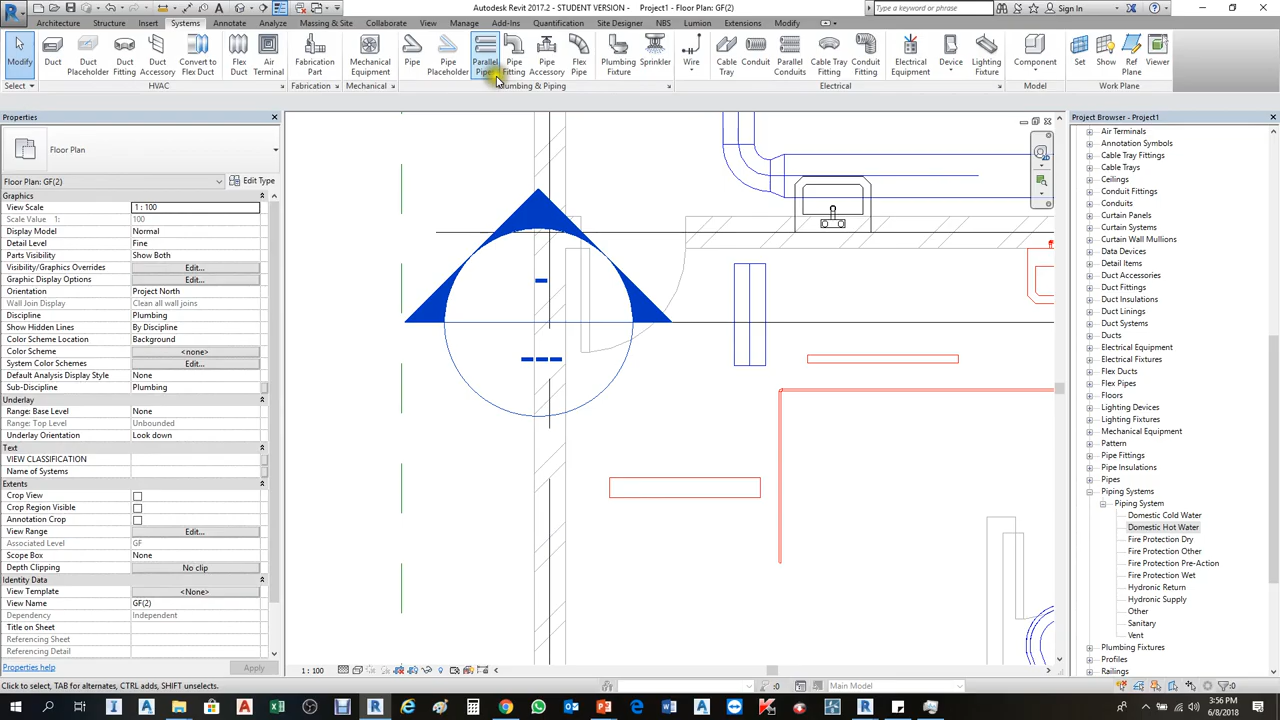 Autodesk Revit 2017.2 - STUDENT VERSION - Floor Plan: GF(2)
Type a keyword or phrase
Sign In
Architecture Structure Insert Systems Annotate Analyze Massing & Site Collaborate View Manage Add-Ins Quantification Site Designer NBS Lumion Extensions Modify
Modify
Duct
Duct Placeholder
Duct Fitting
Duct Accessory
Convert to Flex Duct
Flex Duct
Air Terminal
Fabrication Part
Mechanical Equipment
Pipe
Pipe Placeholder
Parallel Pipes
Pipe Fitting
Pipe Accessory
Flex Pipe
Plumbing Fixture
Sprinkler
Wire
Cable Tray
Conduit
Parallel Conduits
Cable Tray Fitting
Conduit Fitting
Electrical Equipment
Device
Lighting Fixture
Component
Set
Show
Ref Plane
Viewer
Select HVAC Fabrication Mechanical Plumbing & Piping Electrical Model Work Plane
Properties
Floor Plan
Floor Plan: GF(2) Edit Type
Graphics
View Scale 1 : 100
Scale Value 1: 100
Display Model Normal
Detail Level Fine
Parts Visibility Show Both
Visibility/Graphics Overrides Edit...
Graphic Display Options Edit...
Orientation Project North
Wall Join Display Clean all wall joins
Discipline Plumbing
Show Hidden Lines By Discipline
Color Scheme Location Background
Color Scheme <none>
System Color Schemes Edit...
Default Analysis Display Style None
Sub-Discipline Plumbing
Underlay
Range: Base Level None
Range: Top Level Unbounded
Underlay Orientation Look down
Text
VIEW CLASSIFICATION
Name of Systems
Extents
Crop View
Crop Region Visible
Annotation Crop
View Range Edit...
Associated Level GF
Scope Box None
Depth Clipping No clip
Identity Data
View Template <None>
View Name GF(2)
Dependency Independent
Title on Sheet
Referencing Sheet
Referencing Detail
Properties help Apply
1 : 100
Project Browser - Project1
Air Terminals
Annotation Symbols
Cable Tray Fittings
Cable Trays
Ceilings
Conduit Fittings
Conduits
Curtain Panels
Curtain Systems
Curtain Wall Mullions
Data Devices
Detail Items
Duct Accessories
Duct Fittings
Duct Insulations
Duct Linings
Duct Systems
Ducts
Electrical Equipment
Electrical Fixtures
Flex Ducts
Flex Pipes
Floors
Lighting Devices
Lighting Fixtures
Mechanical Equipment
Pattern
Pipe Fittings
Pipe Insulations
Pipes
Piping Systems
Piping System
Domestic Cold Water
Domestic Hot Water
Fire Protection Dry
Fire Protection Other
Fire Protection Pre-Action
Fire Protection Wet
Hydronic Return
Hydronic Supply
Other
Sanitary
Vent
Plumbing Fixtures
Profiles
Railings
Click to select, TAB for alternates, CTRL adds, SHIFT unselects. :0 Main Model :0
3:56 PM
6/8/2018